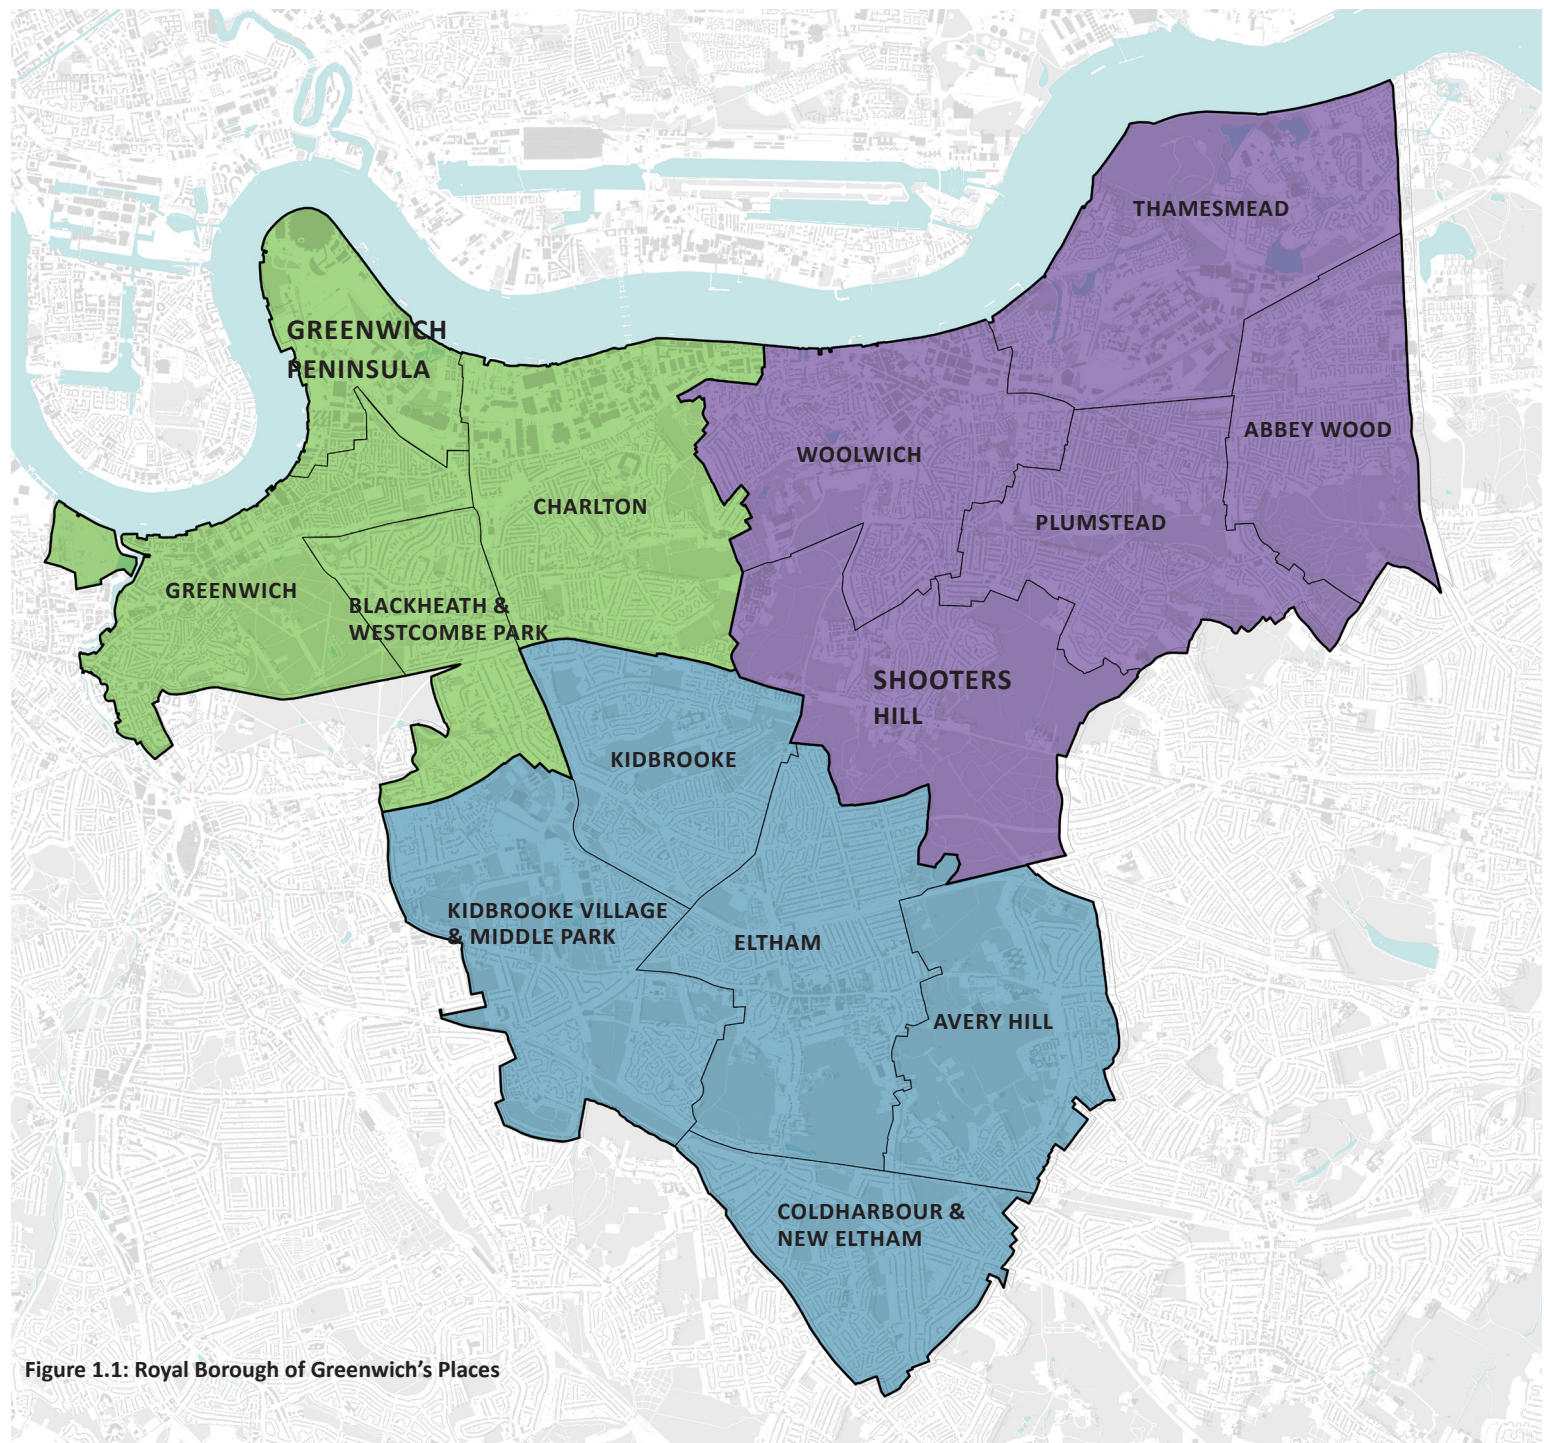 THAMESMEAD
GREENWICH
PENINSULA
ABBEY WOOD
WOOLWICH
CHARLTON
PLUMSTEAD
GREENWICH
BLACKHEATH &
WESTCOMBE PARK
SHOOTERS
HILL
KIDBROOKE
KIDBROOKE VILLAGE
& MIDDLE PARK
ELTHAM
AVERY HILL
COLDHARBOUR &
NEW ELTHAM
Figure 1.1: Royal Borough of Greenwich’s Places